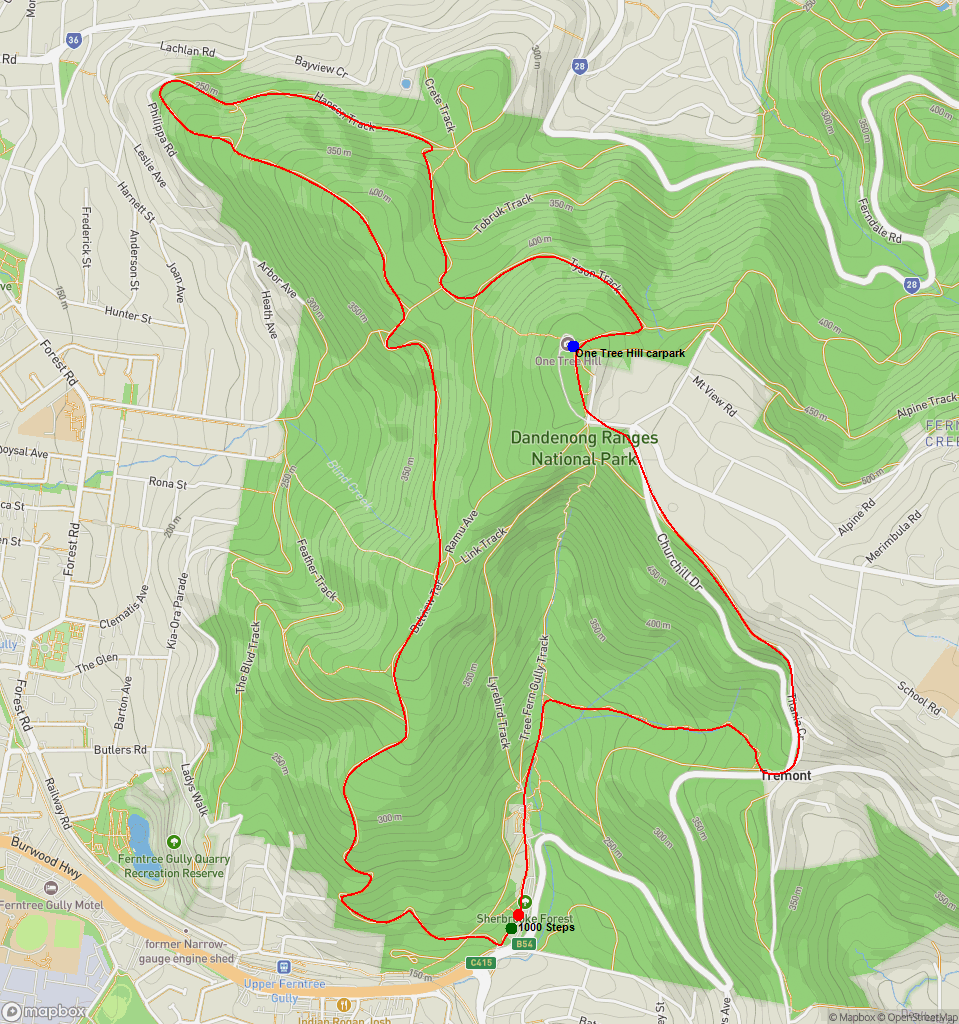 36
Rd
Lachlan Rd
Bayview Cr
300 m
28
250 m
Hansen Track
Crete Track
Philippa Rd
350 m
300 m
400 m
Leslie Ave
400 m
Harnett St
Tobruk Track
350 m
Ferndale Rd
Frederick St
Anderson St
400 m
Joan Ave
Arbor Ave
Tyson Track
28
150 m
Heath Ave
300 m
350 m
Hunter St
400 m
Forest Rd
One Tree Hill carpark
One Tree Hill
Mt View Rd
450 m
Alpine Track
Dandenong Ranges
National Park
350 m
250 m
Blind Creek
Rona St
500 m
200 m
Ramu Ave
Link Track
Alpine Rd
Merimbula Rd
Forest Rd
Feather Track
Churchill Dr
450 m
Clematis Ave
Kia-Ora Parade
Belview Ter
400 m
The Glen
The Blvd Track
350 m
Lyrebird Track
Tree Fern Gully Track
School Rd
Forest Rd
Barton Ave
Titania Cr
Butlers Rd
250 m
Ladys Walk
Tremont
Railway Rd
300 m
350 m
300 m
250 m
Burwood Hwy
Ferntree Gully Quarry
Recreation Reserve
Ferntree Gully Motel
Sherbrooke Forest
1000 Steps
former Narrow-
gauge engine shed
B54
C415
150 m
Upper Ferntree
Gully
Indian Rogan Josh
mapbox
© Mapbox © OpenStreetMap